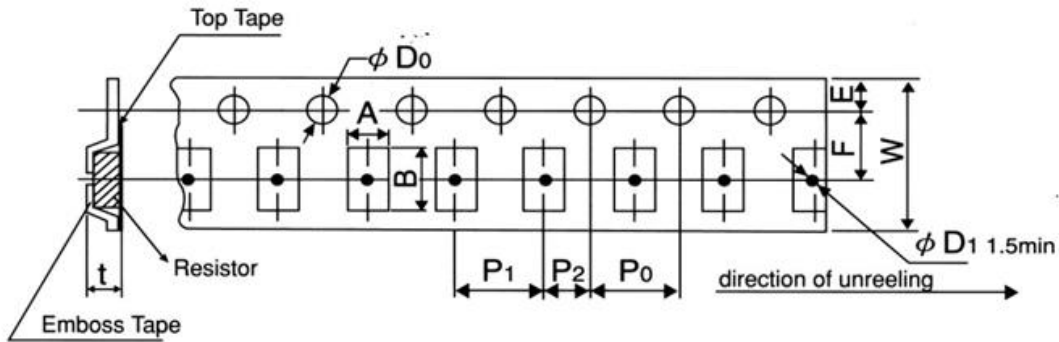 Top Tape
φ D0
A
B
E
F
W
φ D1 1.5min
P1
P2
P0
direction of unreeling
t
Resistor
Emboss Tape